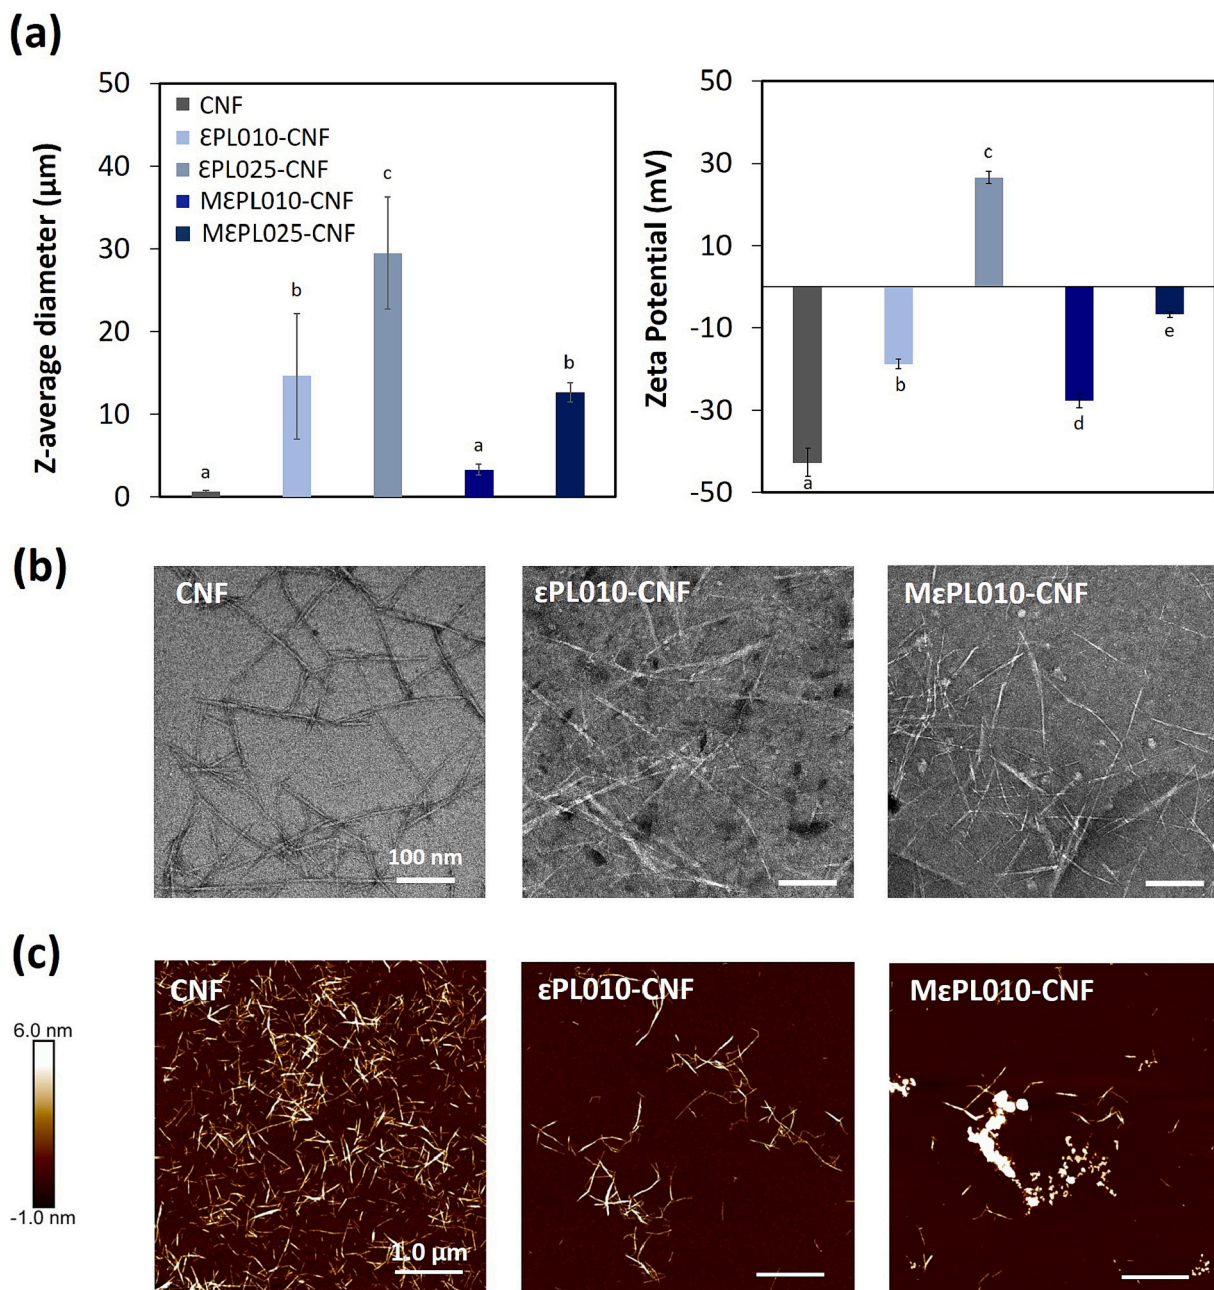 (a)
50
40
30
20
10
0
Z-average diameter (μm)
CNF
ƐPL010-CNF
ƐPL025-CNF
MƐPL010-CNF
MƐPL025-CNF
a
b
c
a
b
50
30
10
-10
-30
-50
Zeta Potential (mV)
a
b
c
d
e
(b)
CNF
100 nm
εPL010-CNF
MεPL010-CNF
(c)
6.0 nm
-1.0 nm
CNF
1.0 μm
εPL010-CNF
MεPL010-CNF